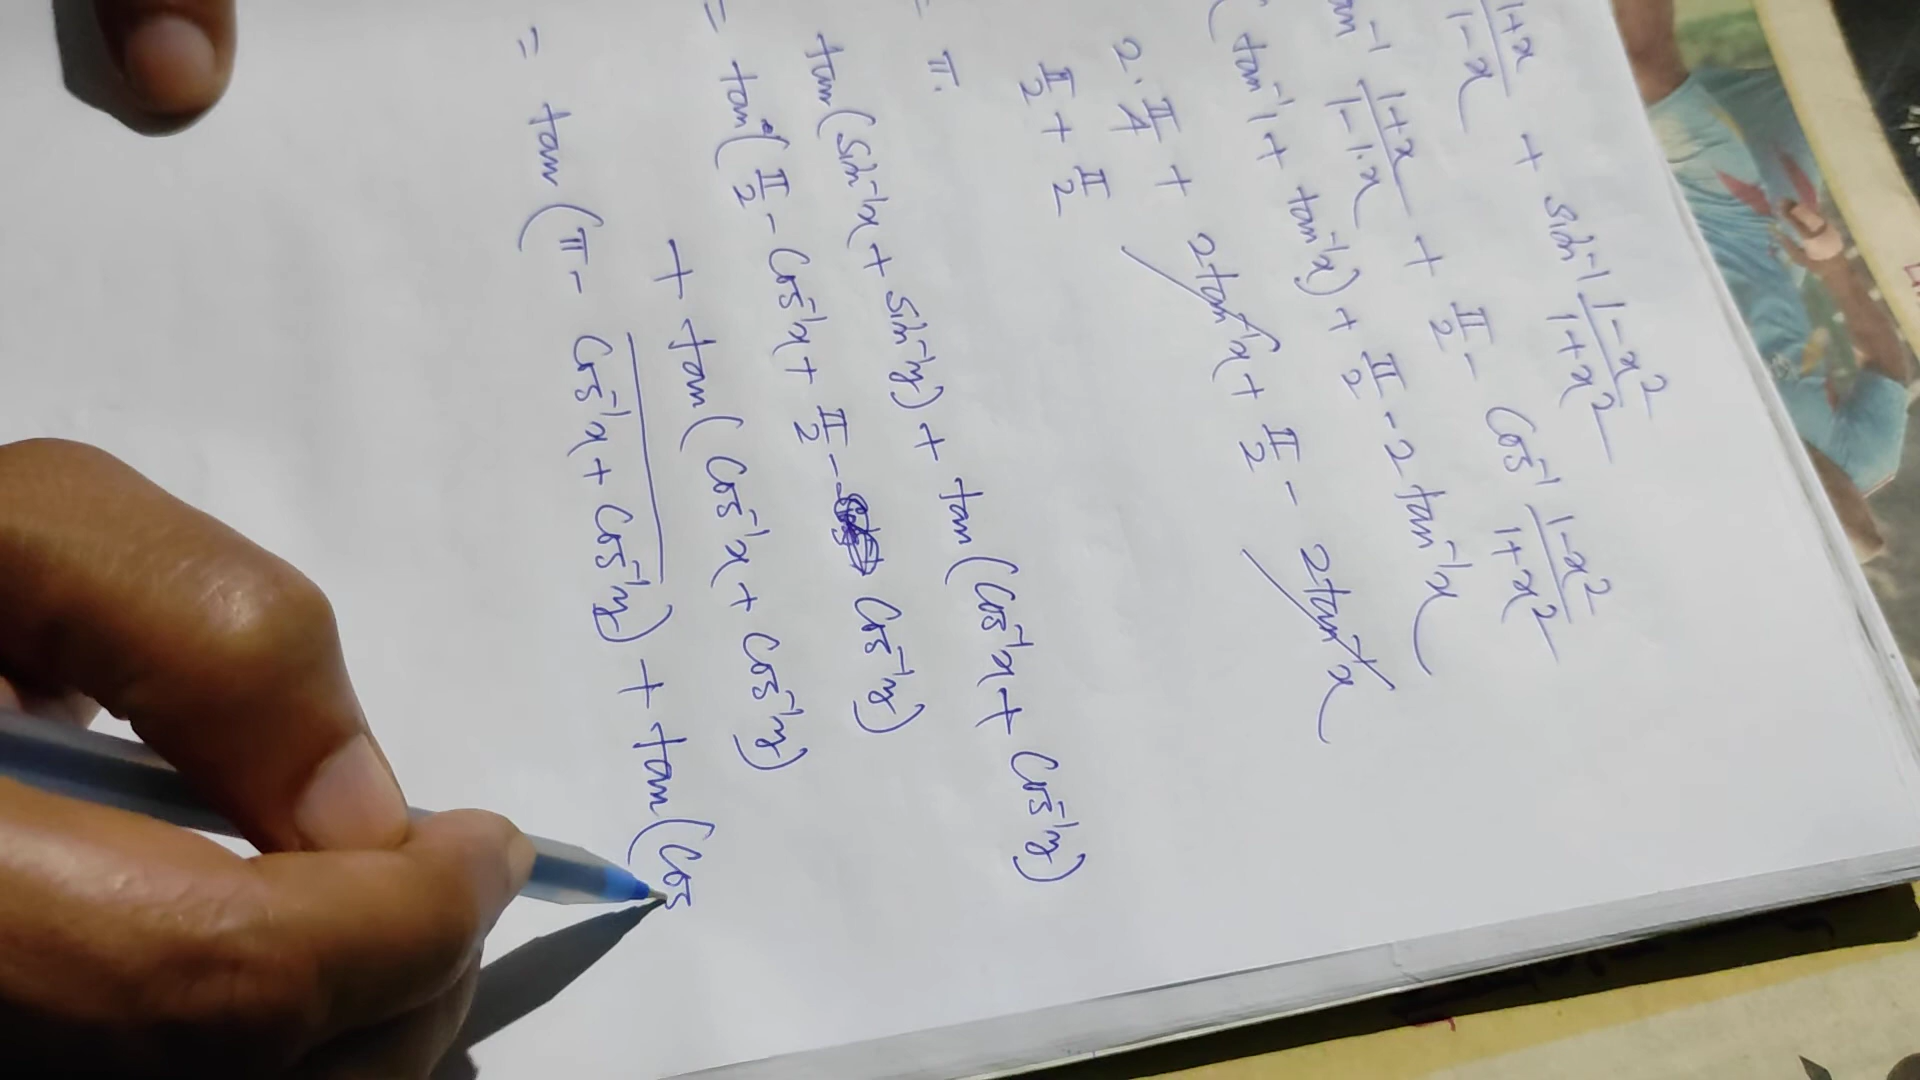 1+x/1-x + sin⁻¹ 1-x²/1+x²
an⁻¹ 1+x/1-1·x + π/2 - cos⁻¹ 1-x²/1+x²
( tan⁻¹1 + tan⁻¹x) + π/2 - 2 tan⁻¹x
2·π/4 + 2tan⁻¹x + π/2 - 2tan⁻¹x
π/2 + π/2
= π.
tan(sin⁻¹x + sin⁻¹y) + tan(cos⁻¹x + cos⁻¹y)
= tan(π/2 - cos⁻¹x + π/2 - cos⁻¹y)
+ tan(cos⁻¹x + cos⁻¹y)
= tan(π - cos⁻¹x + cos⁻¹y) + tan(cos